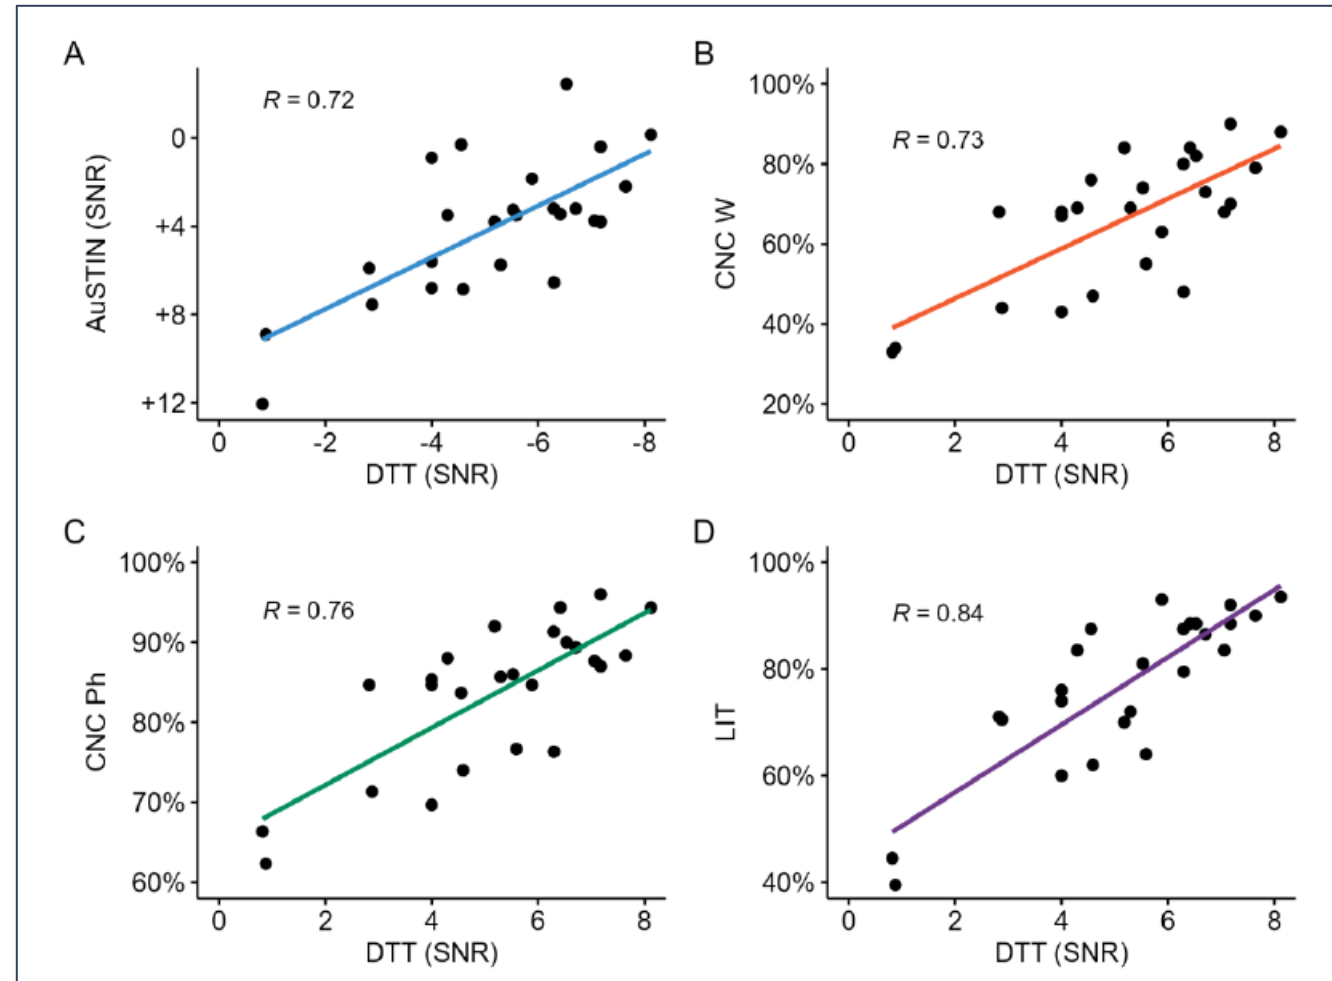 A
R = 0.72
AuSTIN (SNR)
0
+4
+8
+12
0 -2 -4 -6 -8
DTT (SNR)
B
R = 0.73
CNC W
100%
80%
60%
40%
20%
0 2 4 6 8
DTT (SNR)
C
R = 0.76
CNC Ph
100%
90%
80%
70%
60%
0 2 4 6 8
DTT (SNR)
D
R = 0.84
LIT
100%
80%
60%
40%
0 2 4 6 8
DTT (SNR)